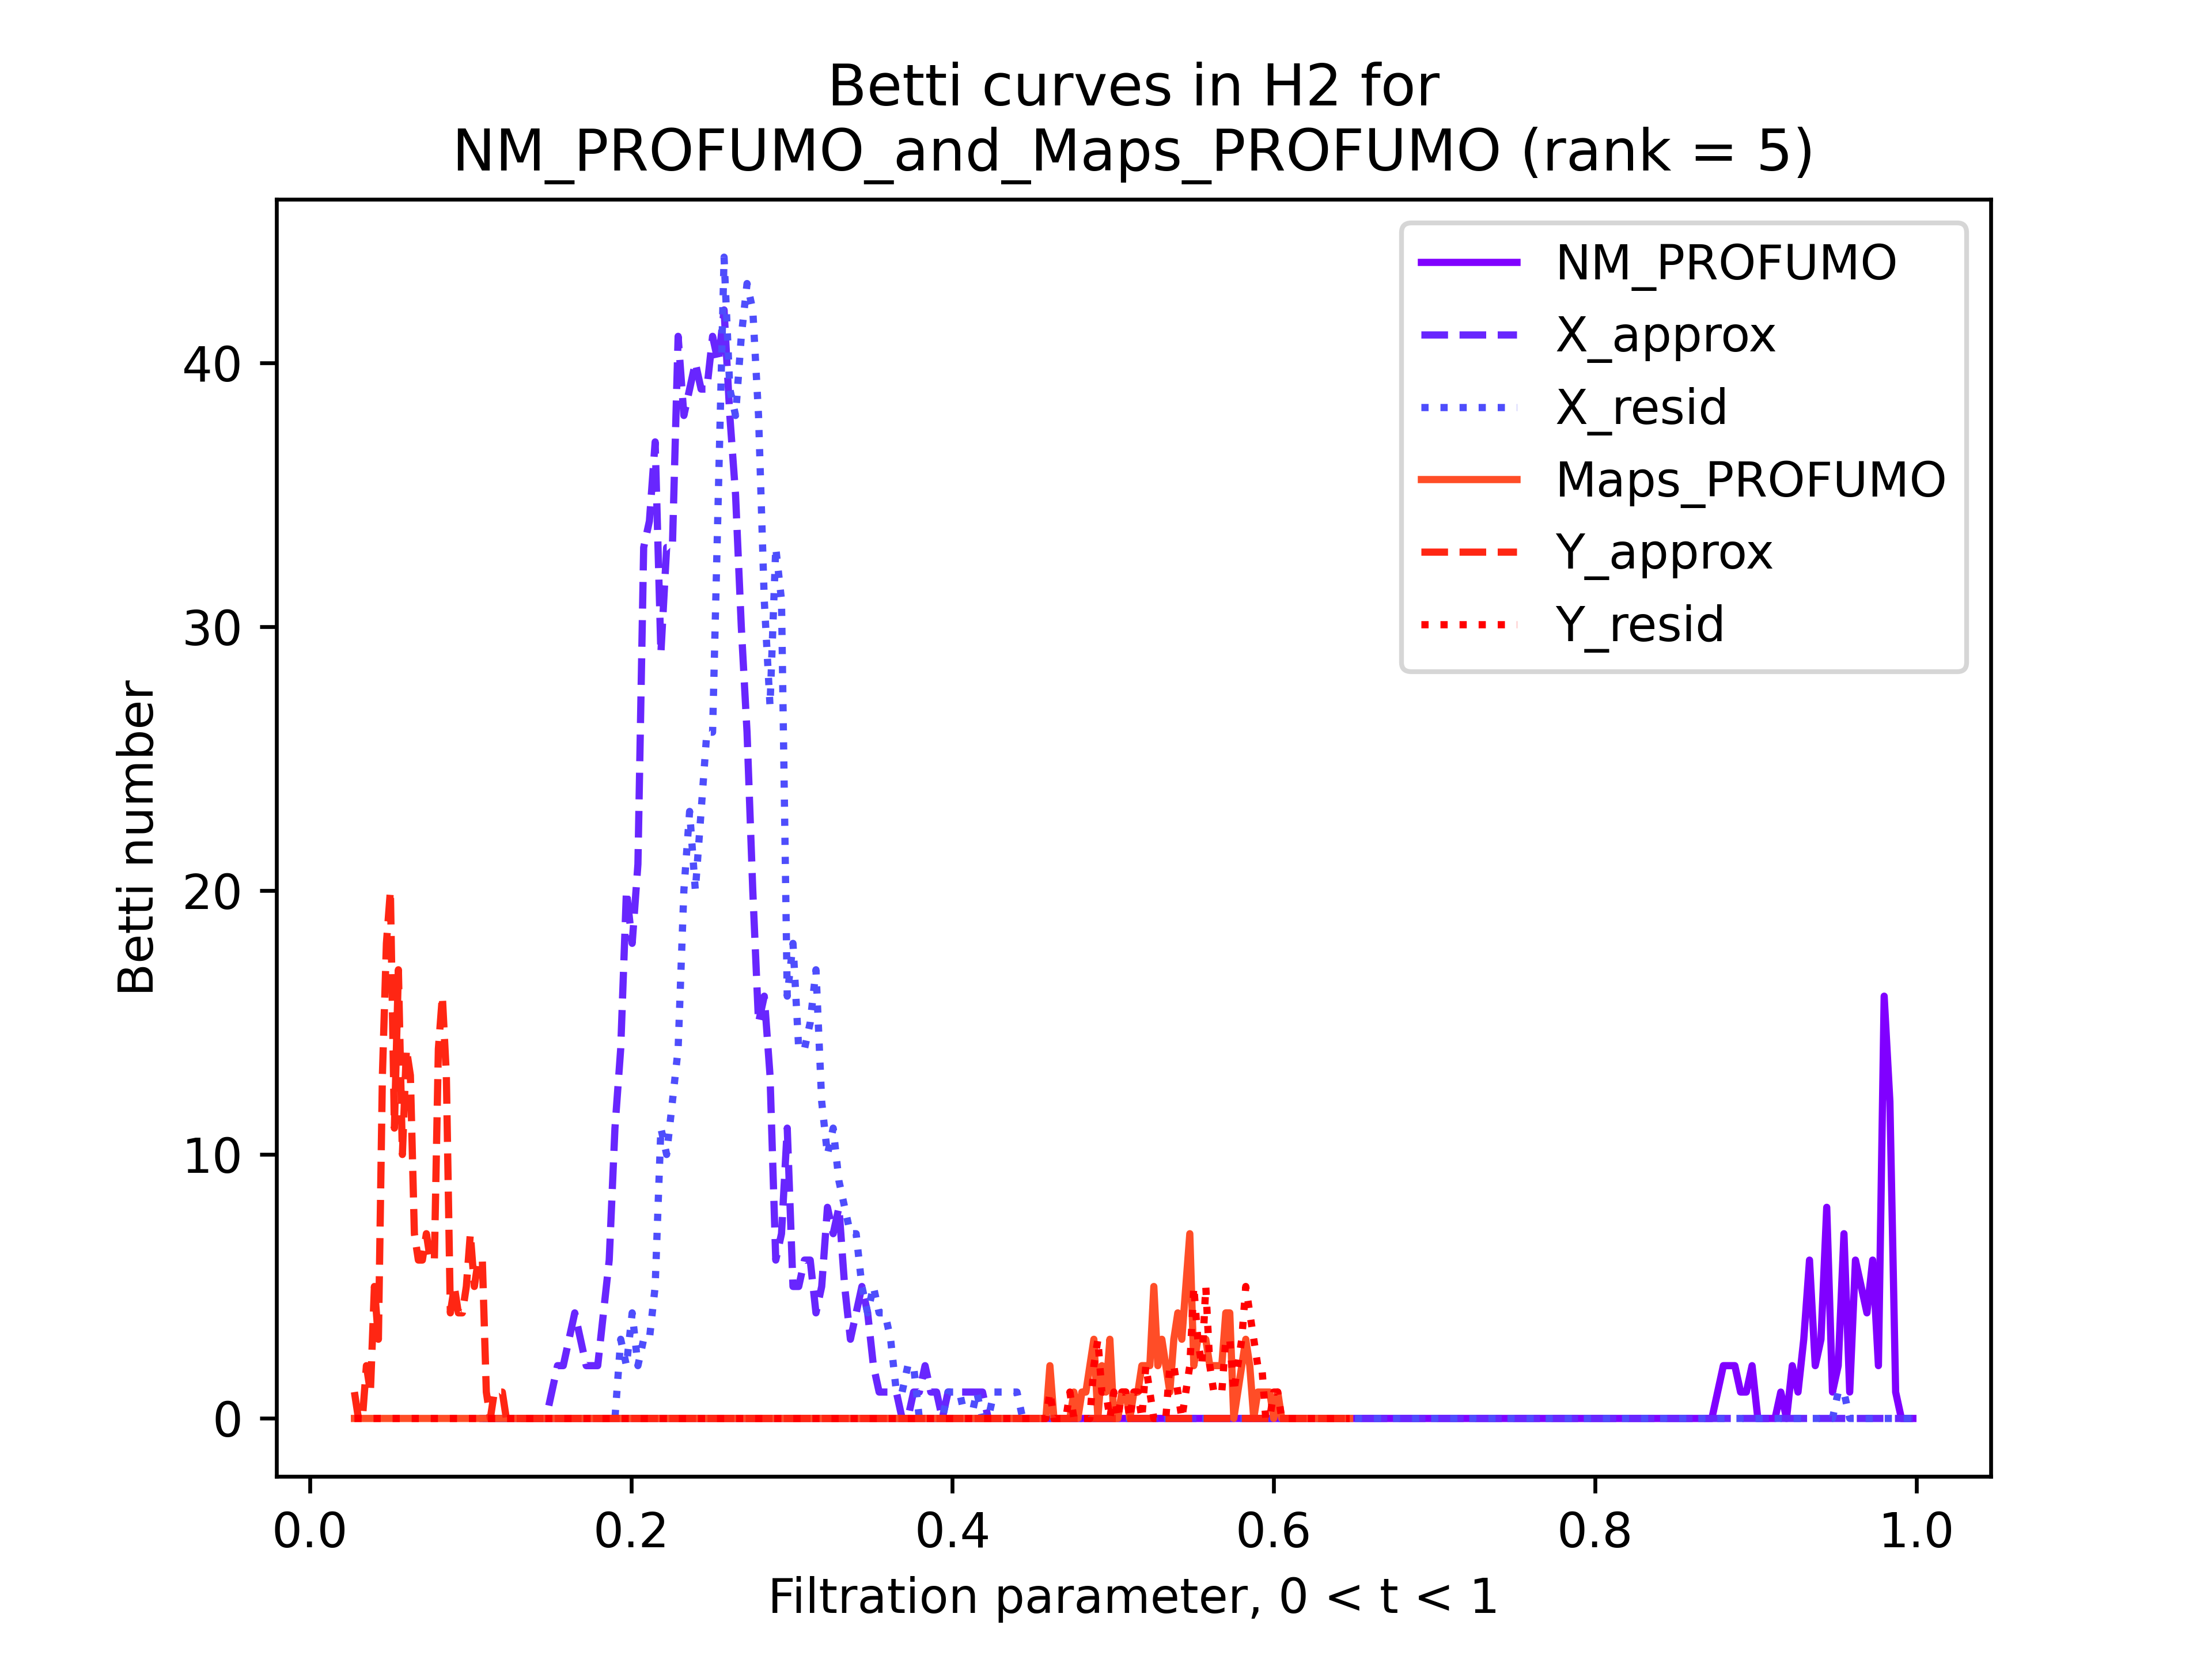 Betti curves in H2 for
NM_PROFUMO_and_Maps_PROFUMO (rank = 5)
NM_PROFUMO
X_approx
X_resid
Maps_PROFUMO
Y_approx
Y_resid
Betti number
40
30
20
10
0
0.0 0.2 0.4 0.6 0.8 1.0
Filtration parameter, 0 < t < 1